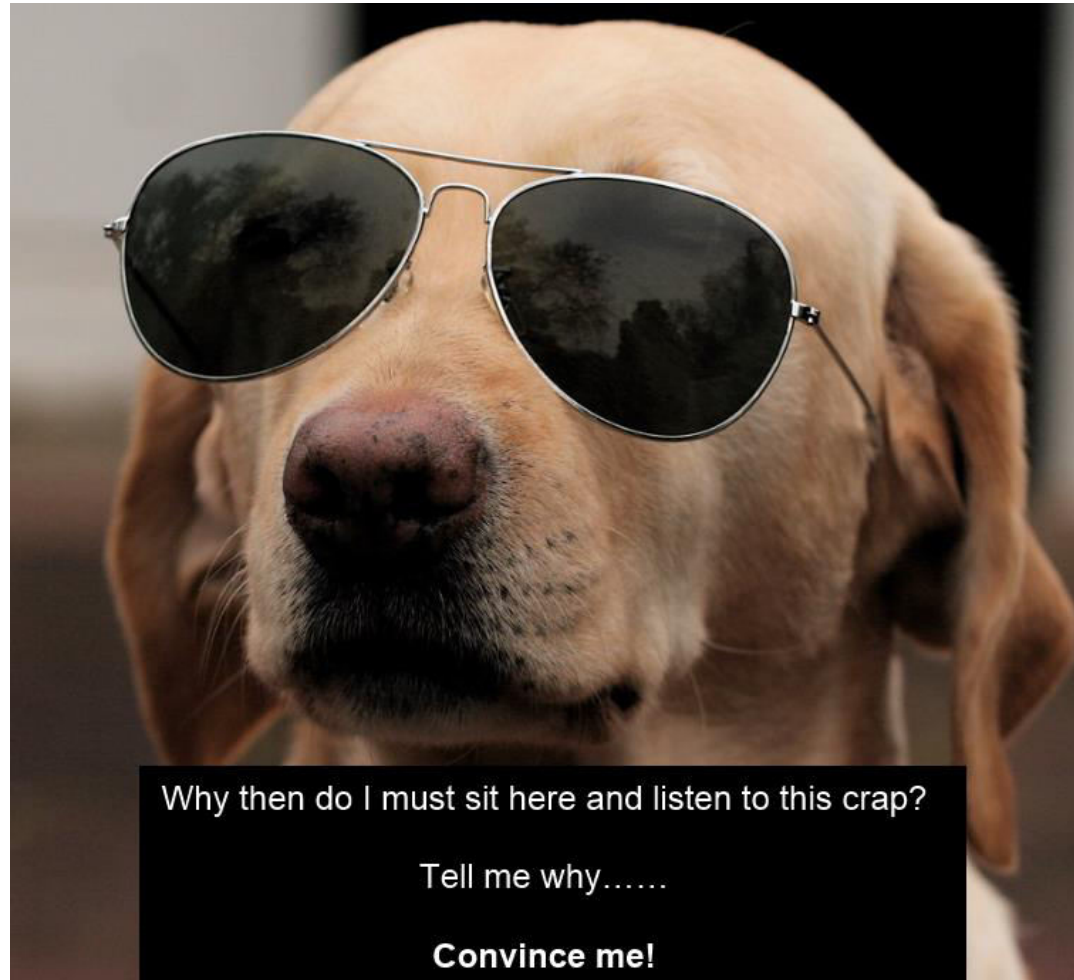 Why then do I must sit here and listen to this crap?
Tell me why……
Convince me!